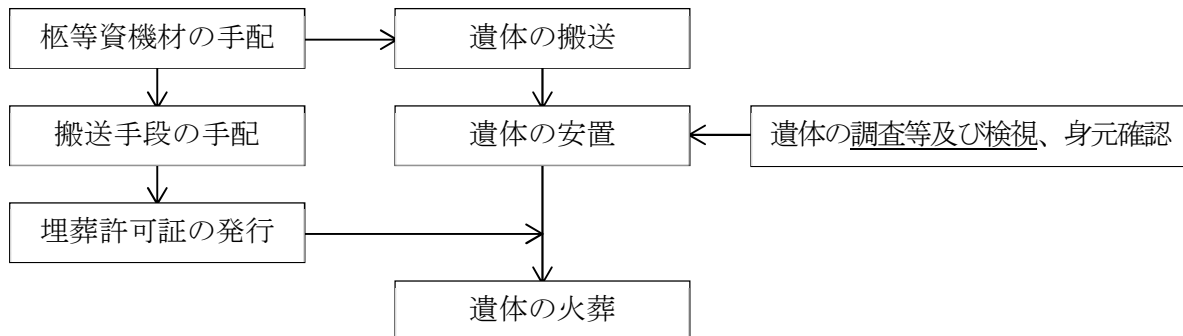 柩等資機材の手配
遺体の搬送
搬送手段の手配
遺体の安置
遺体の調査等及び検視、身元確認
埋葬許可証の発行
遺体の火葬